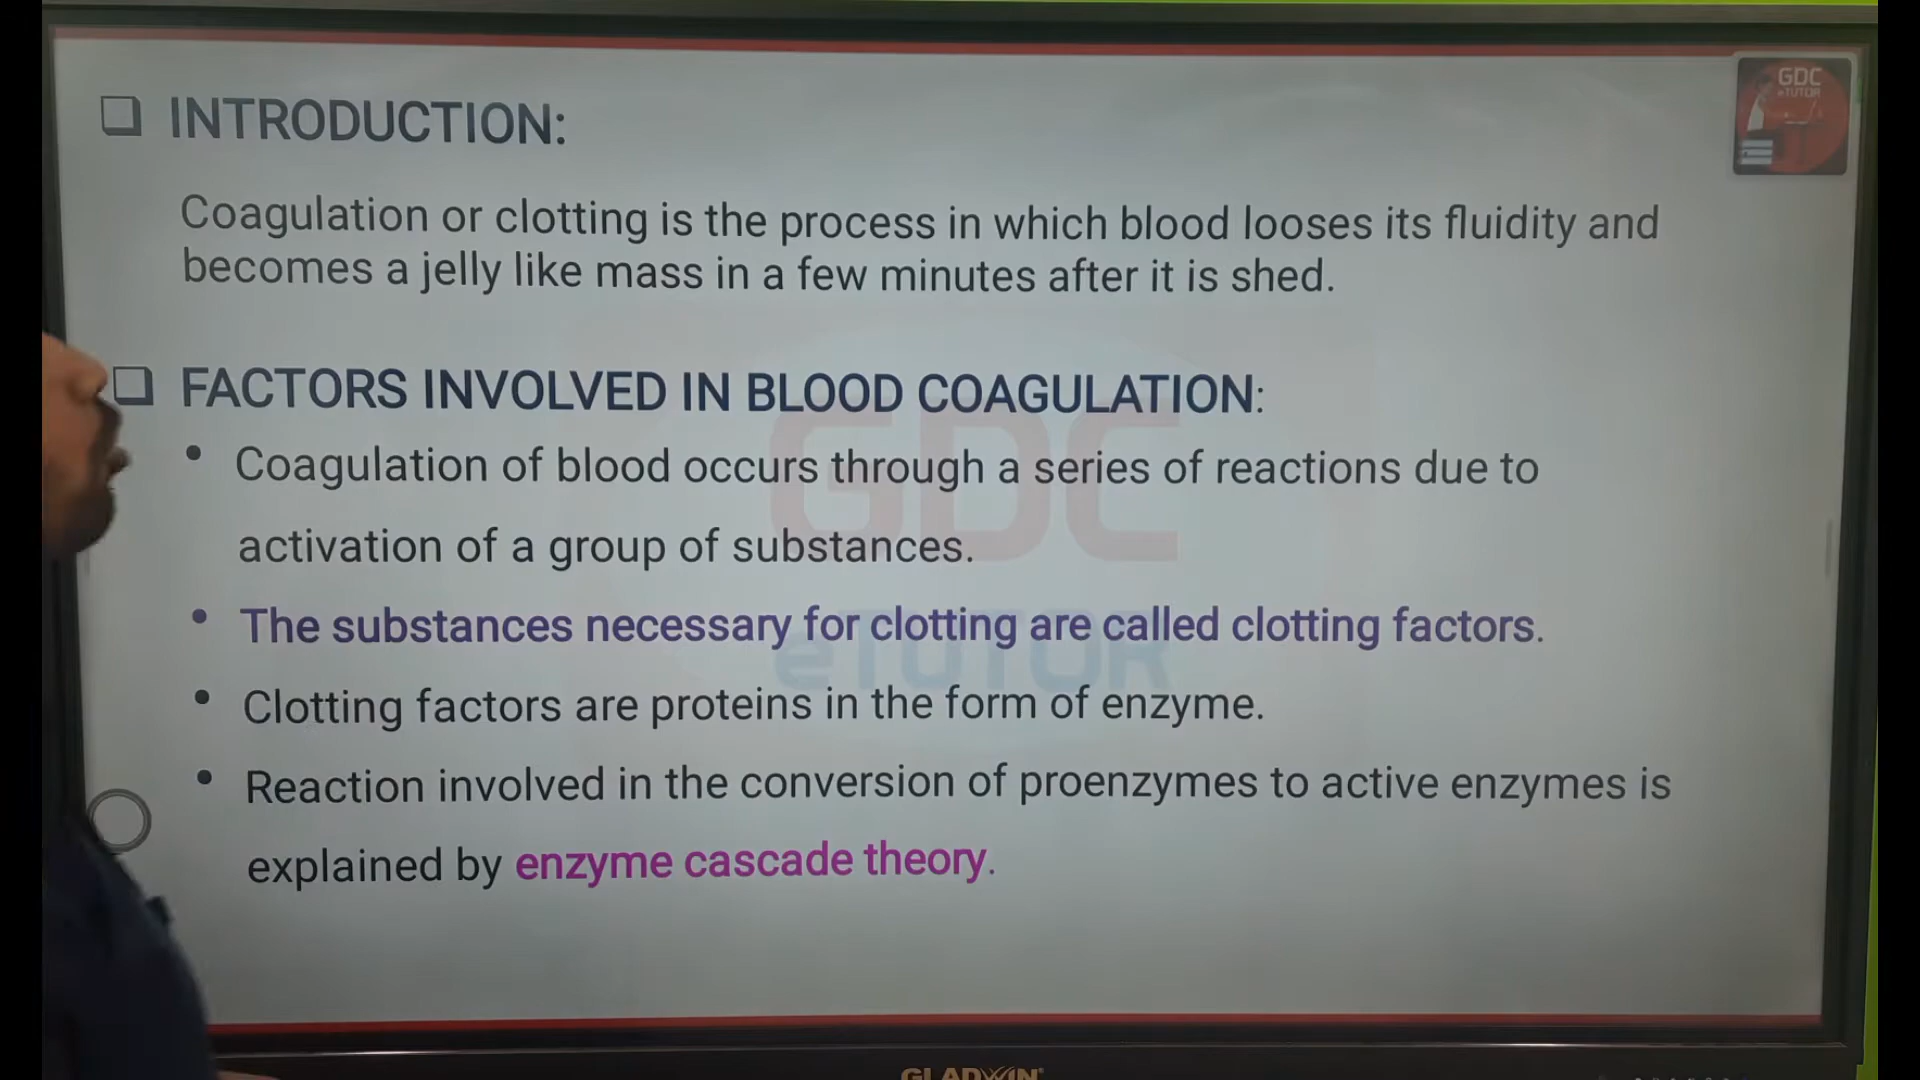 GDC
eTUTOR
❑ INTRODUCTION:
Coagulation or clotting is the process in which blood looses its fluidity and
becomes a jelly like mass in a few minutes after it is shed.
❑ FACTORS INVOLVED IN BLOOD COAGULATION:
• Coagulation of blood occurs through a series of reactions due to
activation of a group of substances.
• The substances necessary for clotting are called clotting factors.
• Clotting factors are proteins in the form of enzyme.
• Reaction involved in the conversion of proenzymes to active enzymes is
explained by enzyme cascade theory.
GDC
eTUTOR
GLADWIN